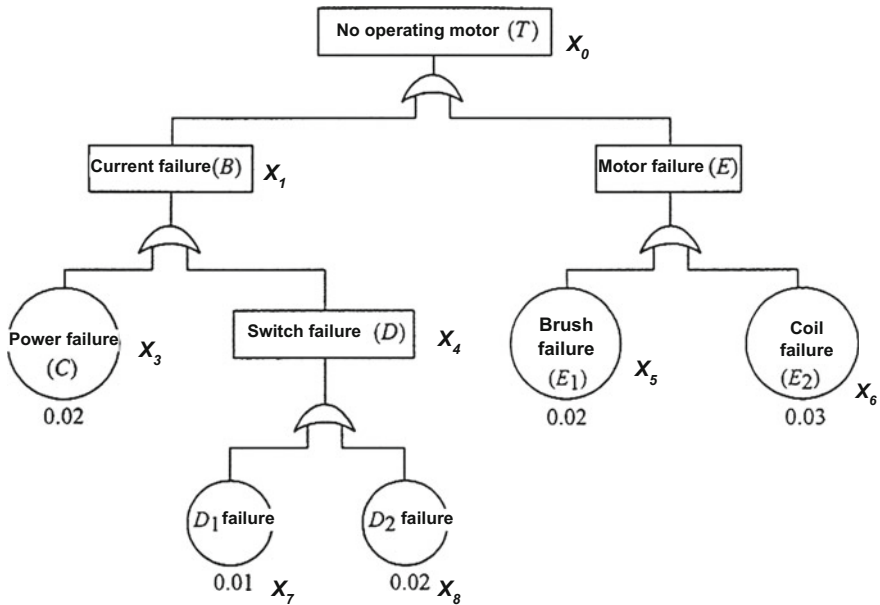 No operating motor (T)
X0
Current failure (B)
X1
Motor failure (E)
Power failure
(C)
X3
0.02
Switch failure (D)
X4
Brush
failure
(E1)
X5
0.02
Coil
failure
(E2)
X6
0.03
D1 failure
0.01
X7
D2 failure
0.02
X8